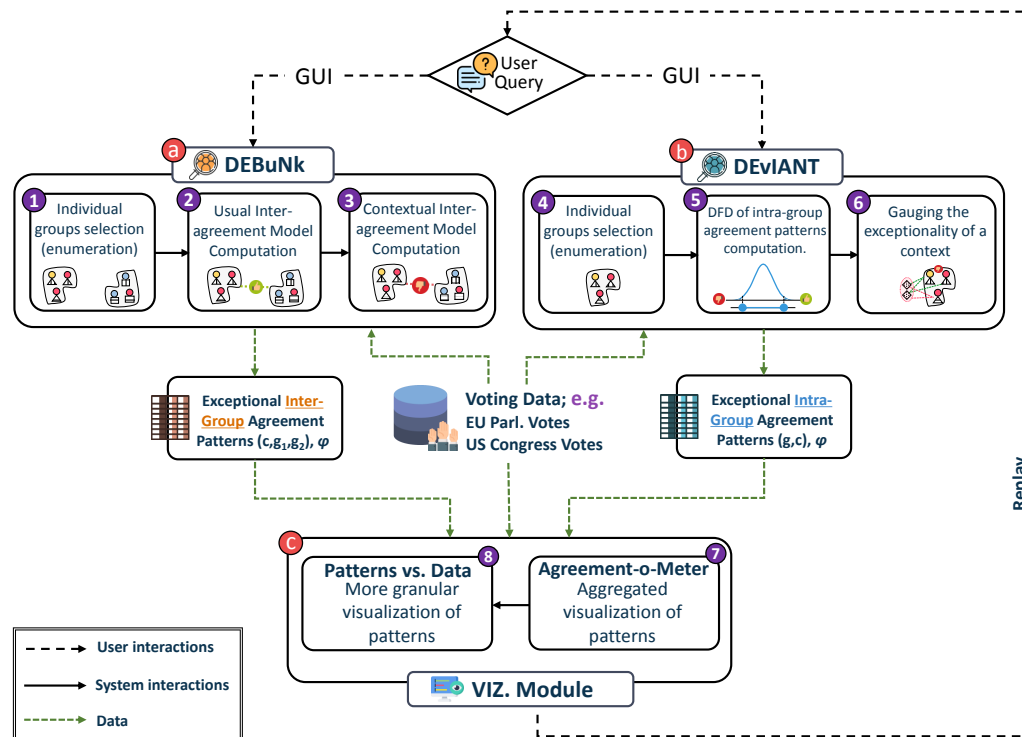 User
Query
GUI
GUI
a
DEBuNk
b
DEvIANT
1
Individual
groups selection
(enumeration)
2
Usual Inter-
agreement Model
Computation
3
Contextual Inter-
agreement Model
Computation
4
Individual
groups selection
(enumeration)
5
DFD of intra-group
agreement patterns
computation.
6
Gauging the
exceptionality of a
context
Exceptional Inter-
Group Agreement
Patterns (c,g1,g2), φ
Voting Data; e.g.
EU Parl. Votes
US Congress Votes
Exceptional Intra-
Group Agreement
Patterns (g,c), φ
Replay
C
8
Patterns vs. Data
More granular
visualization of
patterns
7
Agreement-o-Meter
Aggregated
visualization of
patterns
VIZ. Module
User interactions
System interactions
Data